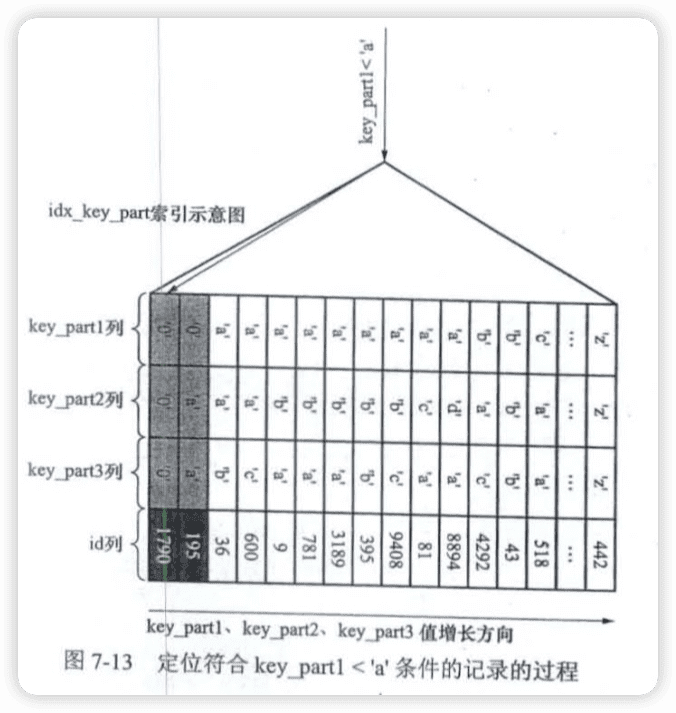 key_part1< 'a'
idx_key_part索引示意图
key_part1列 '0' '0' 'a' 'a' 'a' 'a' 'a' 'a' 'a' 'a' 'a' 'b' 'b' 'c' … 'z'
key_part2列 '0' 'a' 'a' 'a' 'b' 'b' 'b' 'b' 'b' 'c' 'd' 'a' 'b' 'a' … 'z'
key_part3列 '0' 'a' 'b' 'c' 'a' 'a' 'a' 'b' 'c' 'a' 'a' 'c' 'b' 'a' … 'z'
id列 1790 195 36 600 9 781 3189 395 9408 81 8894 4292 43 518 … 442
key_part1、key_part2、key_part3 值增长方向
图 7-13 定位符合 key_part1 < 'a' 条件的记录的过程